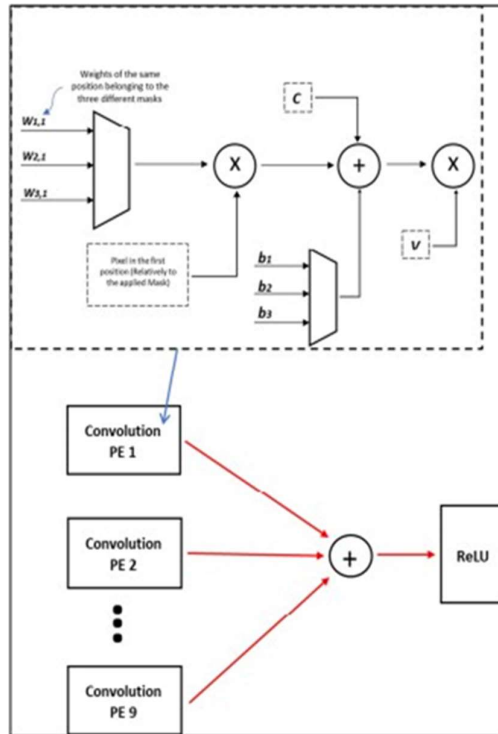 Weights of the same
position belonging to
the three different masks
W1,1
W2,1
W3,1
C
X
+
X
Pixel in the first
position (Relatively to
the applied Mask)
V
b1
b2
b3
Convolution
PE 1
Convolution
PE 2
+
ReLU
Convolution
PE 9